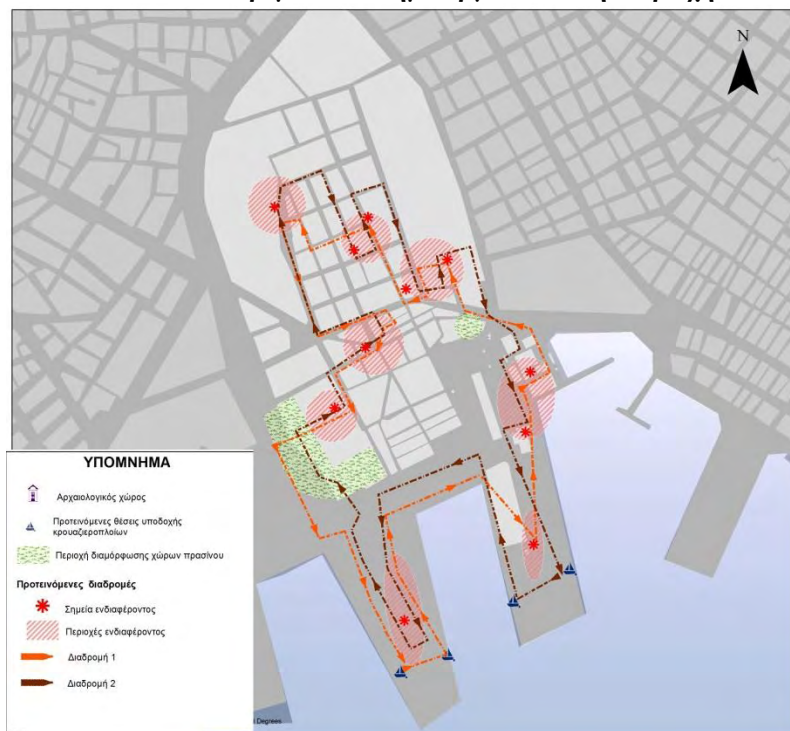 N
ΥΠΟΜΝΗΜΑ
Αρχαιολογικός χώρος
Προτεινόμενες θέσεις υποδοχής
κρουαζιεροπλοίων
Περιοχή διαμόρφωσης χώρων πρασίνου
Προτεινόμενες διαδρομές
Σημεία ενδιαφέροντος
Περιοχές ενδιαφέροντος
Διαδρομή 1
Διαδρομή 2
Degrees